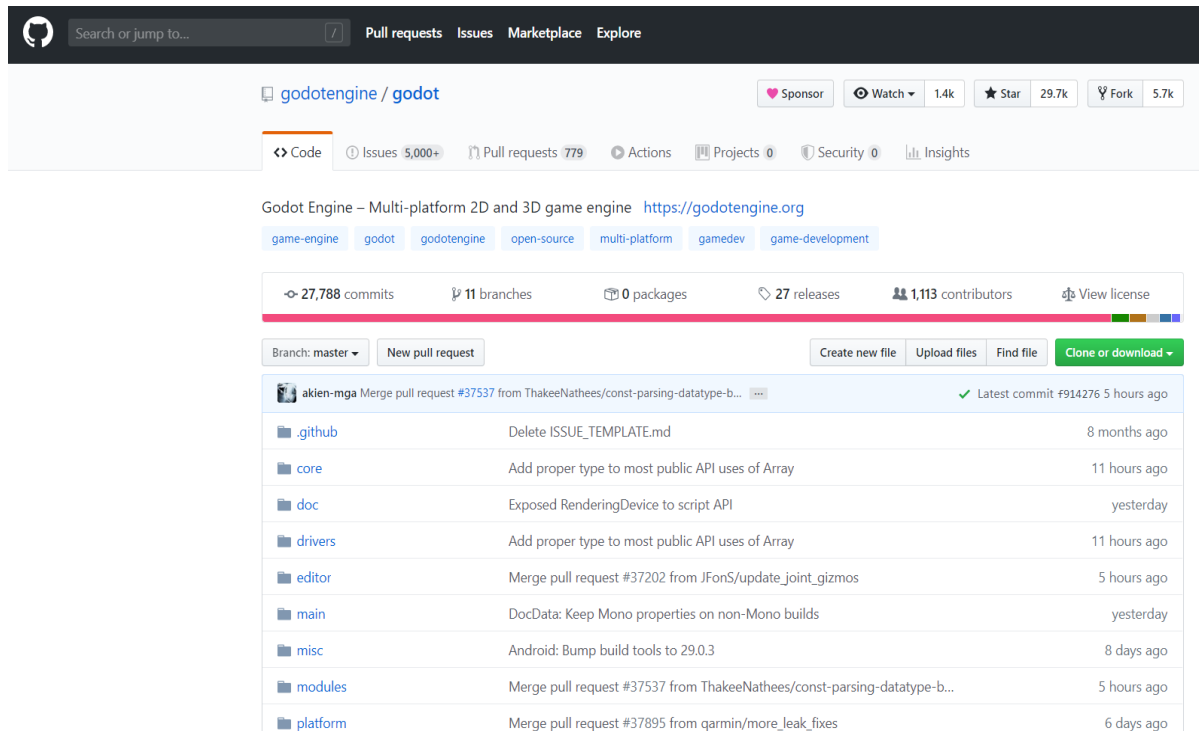 Search or jump to... / Pull requests Issues Marketplace Explore
godotengine / godot Sponsor Watch 1.4k Star 29.7k Fork 5.7k
Code Issues 5,000+ Pull requests 779 Actions Projects 0 Security 0 Insights
Godot Engine – Multi-platform 2D and 3D game engine https://godotengine.org
game-engine godot godotengine open-source multi-platform gamedev game-development
27,788 commits 11 branches 0 packages 27 releases 1,113 contributors View license
Branch: master New pull request Create new file Upload files Find file Clone or download
akien-mga Merge pull request #37537 from ThakeeNathees/const-parsing-datatype-b... ... Latest commit f914276 5 hours ago
.github Delete ISSUE_TEMPLATE.md 8 months ago
core Add proper type to most public API uses of Array 11 hours ago
doc Exposed RenderingDevice to script API yesterday
drivers Add proper type to most public API uses of Array 11 hours ago
editor Merge pull request #37202 from JFonS/update_joint_gizmos 5 hours ago
main DocData: Keep Mono properties on non-Mono builds yesterday
misc Android: Bump build tools to 29.0.3 8 days ago
modules Merge pull request #37537 from ThakeeNathees/const-parsing-datatype-b... 5 hours ago
platform Merge pull request #37895 from qarmin/more_leak_fixes 6 days ago